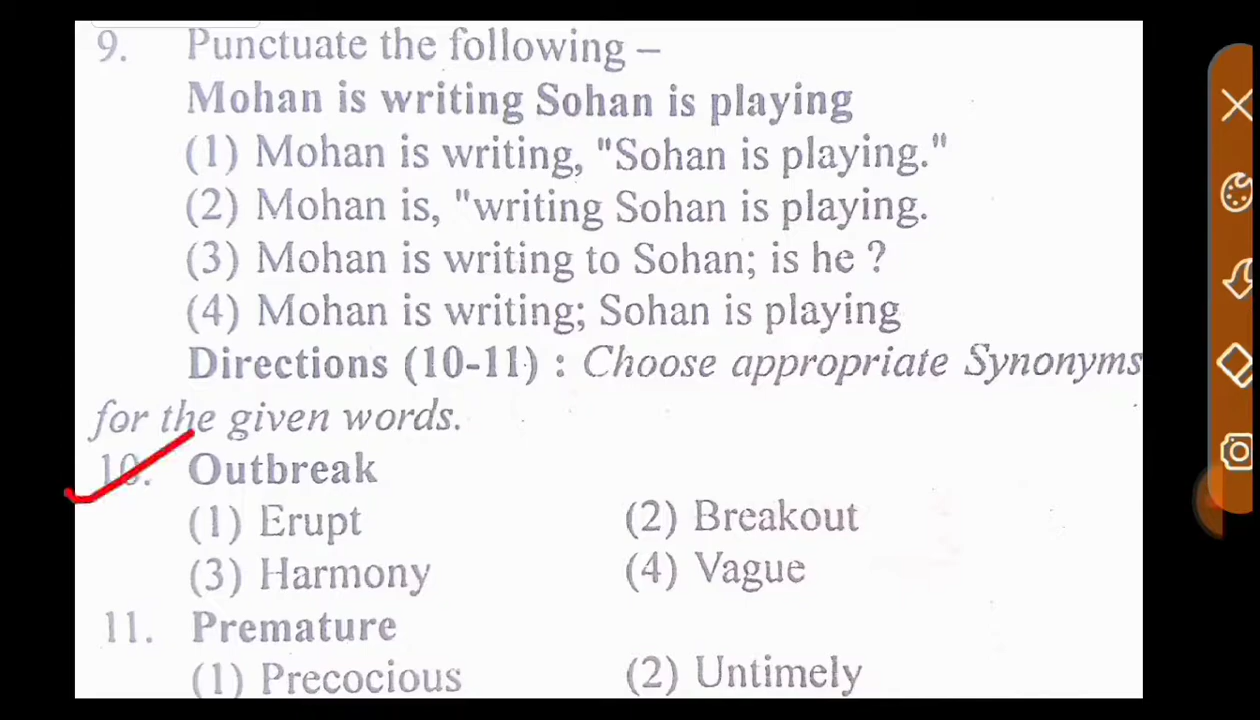 9. Punctuate the following –
Mohan is writing Sohan is playing
(1) Mohan is writing, "Sohan is playing."
(2) Mohan is, "writing Sohan is playing.
(3) Mohan is writing to Sohan; is he ?
(4) Mohan is writing; Sohan is playing
Directions (10-11) : Choose appropriate Synonyms
for the given words.
10. Outbreak
(1) Erupt (2) Breakout
(3) Harmony (4) Vague
11. Premature
(1) Precocious (2) Untimely